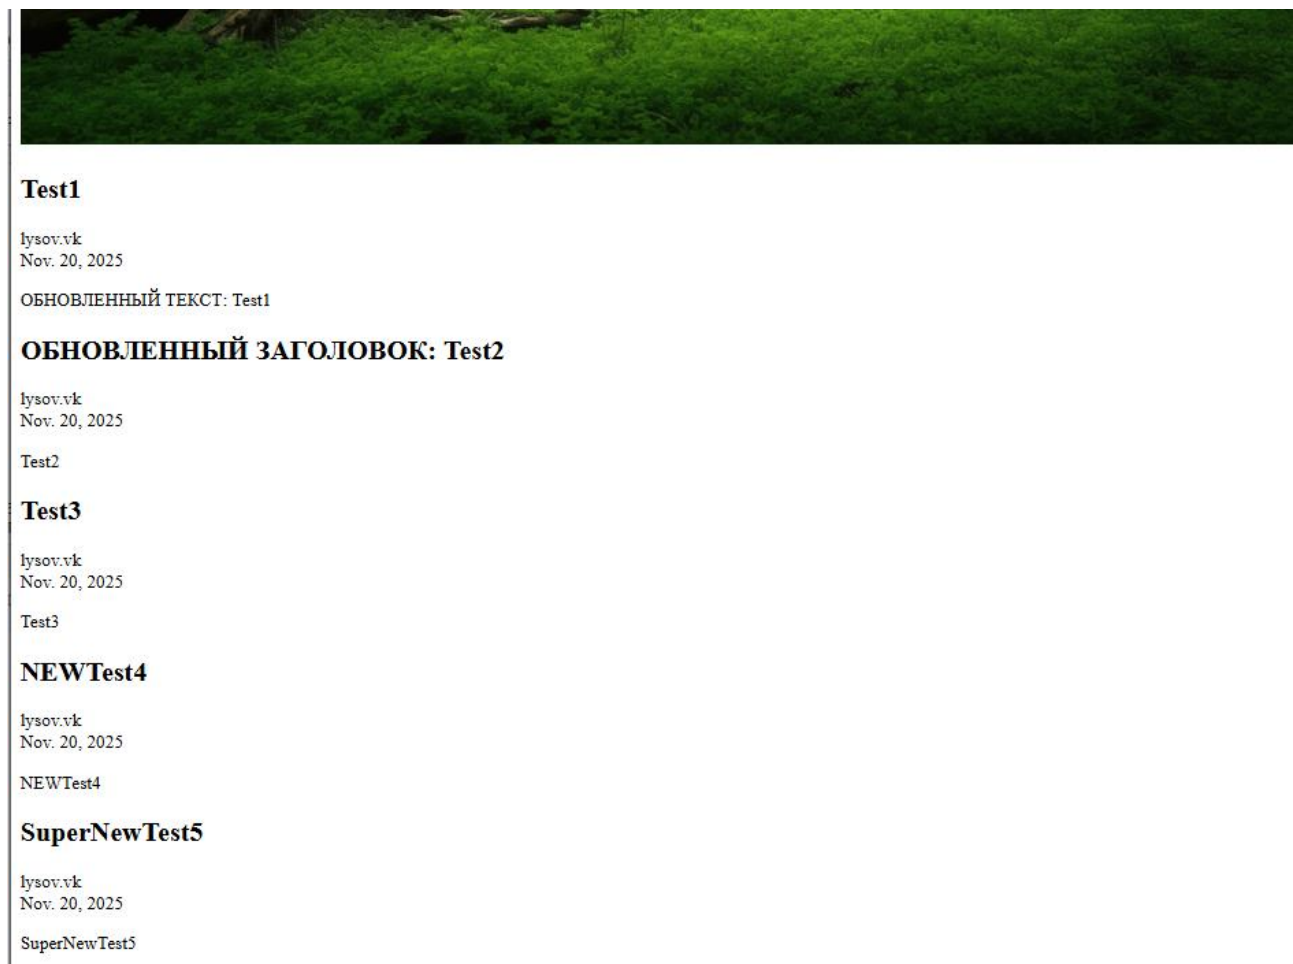 Test1
lysov.vk
Nov. 20, 2025
ОБНОВЛЕННЫЙ ТЕКСТ: Test1
ОБНОВЛЕННЫЙ ЗАГОЛОВОК: Test2
lysov.vk
Nov. 20, 2025
Test2
Test3
lysov.vk
Nov. 20, 2025
Test3
NEWTest4
lysov.vk
Nov. 20, 2025
NEWTest4
SuperNewTest5
lysov.vk
Nov. 20, 2025
SuperNewTest5